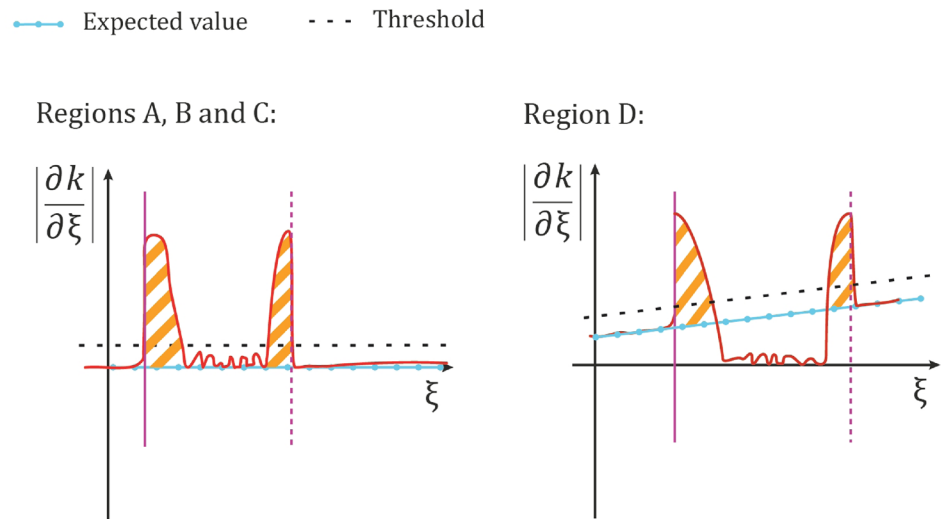 Expected value
Threshold
Regions A, B and C:
Region D:
|∂k/∂ξ|
|∂k/∂ξ|
ξ
ξ